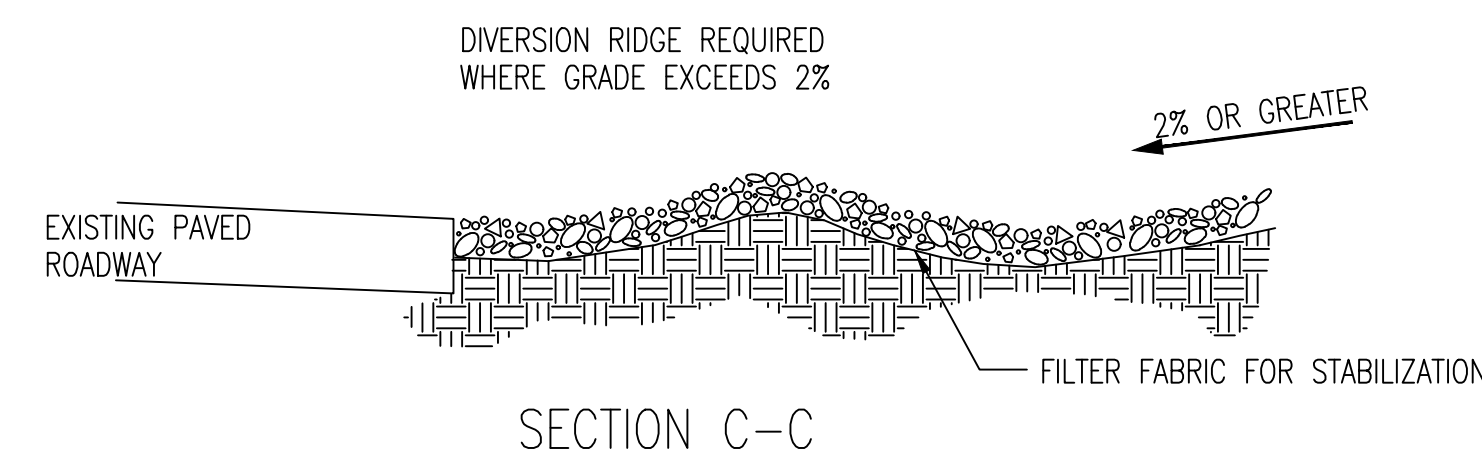 DIVERSION RIDGE REQUIRED
WHERE GRADE EXCEEDS 2%
2% OR GREATER
EXISTING PAVED
ROADWAY
FILTER FABRIC FOR STABILIZATION
SECTION C-C